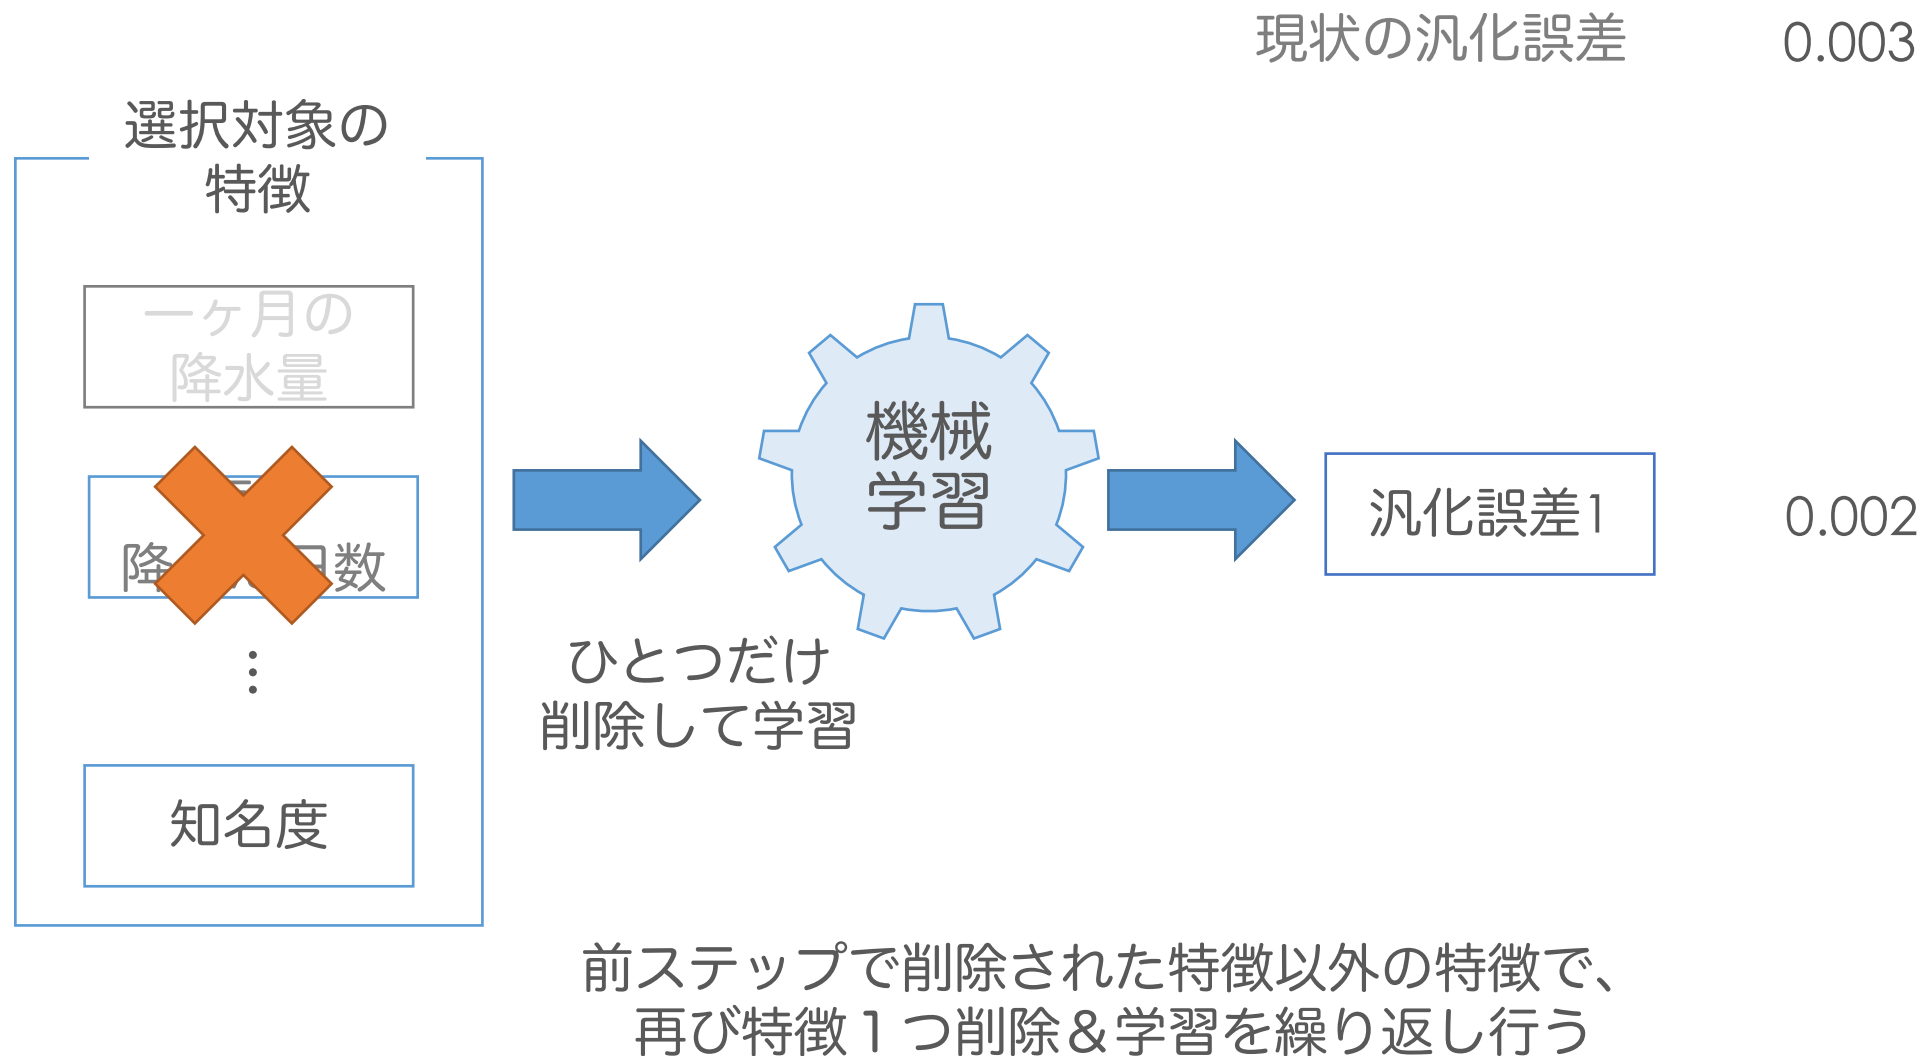 現状の汎化誤差 0.003
選択対象の
特徴
一ヶ月の
降水量
機械
学習
汎化誤差1 0.002
ひとつだけ
削除して学習
知名度
前ステップで削除された特徴以外の特徴で、
再び特徴１つ削除＆学習を繰り返し行う